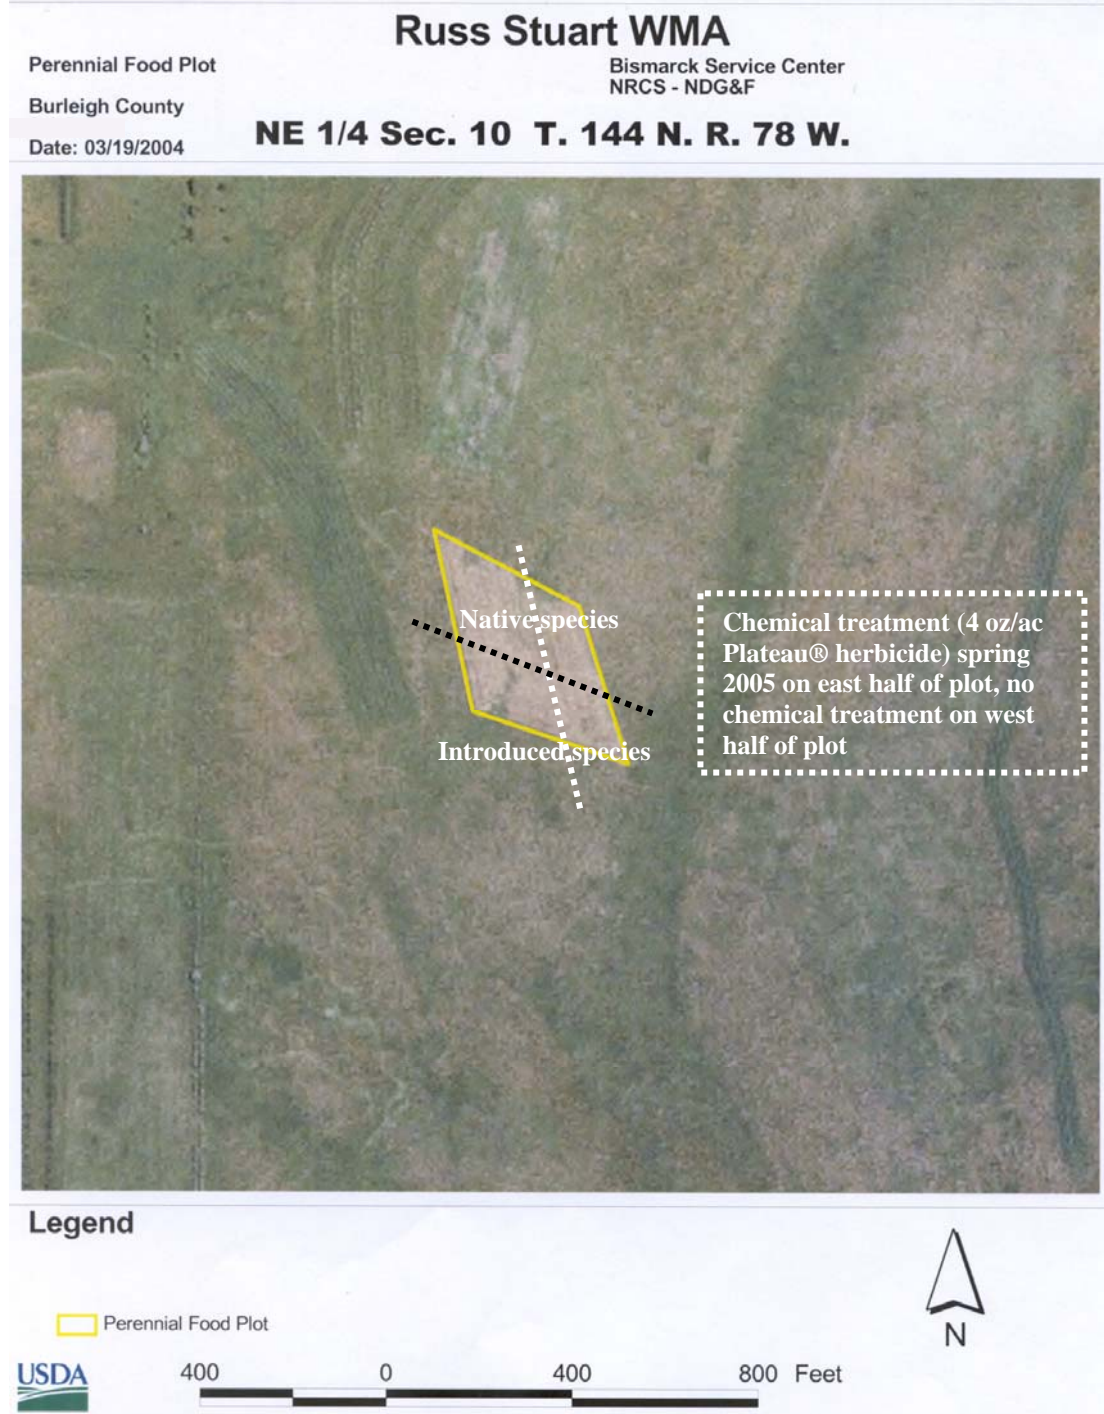 Russ Stuart WMA
Perennial Food Plot
Bismarck Service Center
NRCS - NDG&F
Burleigh County
NE 1/4 Sec. 10 T. 144 N. R. 78 W.
Date: 03/19/2004
Native species
Introduced species
Chemical treatment (4 oz/ac
Plateau® herbicide) spring
2005 on east half of plot, no
chemical treatment on west
half of plot
Legend
Perennial Food Plot
N
USDA
400 0 400 800 Feet